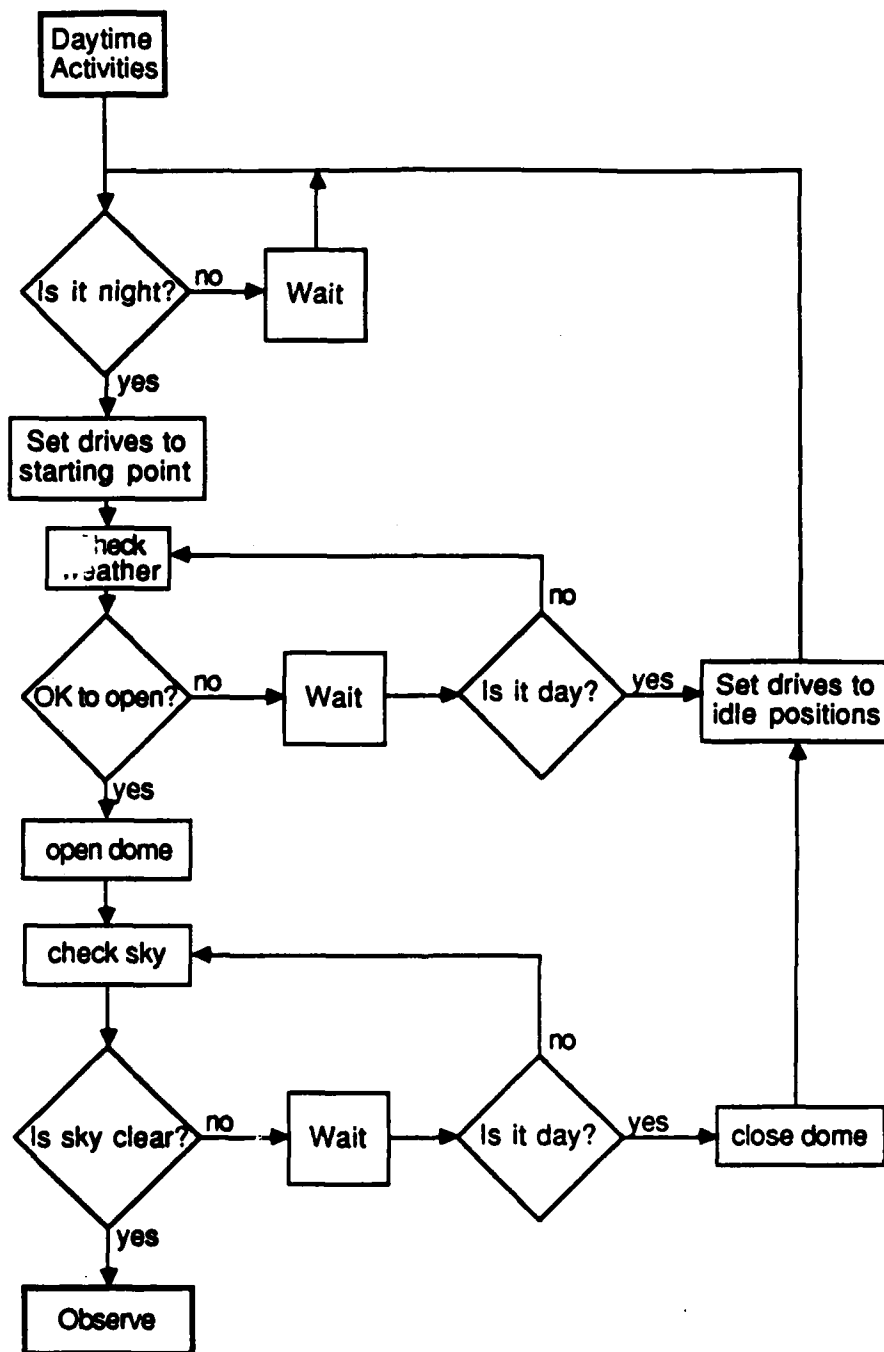 Daytime
Activities
Is it night?
no
Wait
yes
Set drives to
starting point
heck
eather
no
OK to open?
no
Wait
Is it day?
yes
Set drives to
idle positions
yes
open dome
check sky
no
Is sky clear?
no
Wait
Is it day?
yes
close dome
yes
Observe